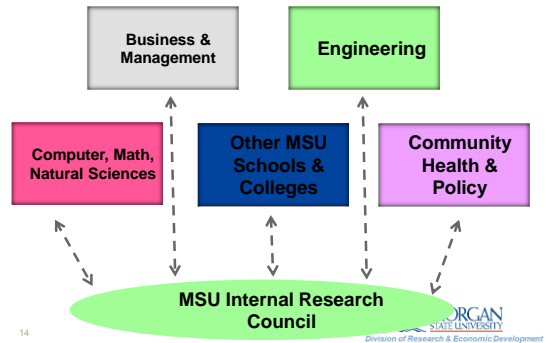 Business &
Management
Engineering
Computer, Math,
Natural Sciences
Other MSU
Schools &
Colleges
Community
Health &
Policy
MSU Internal Research
Council
14
STATE UNIVERSITY
Division of Research & Economic Development